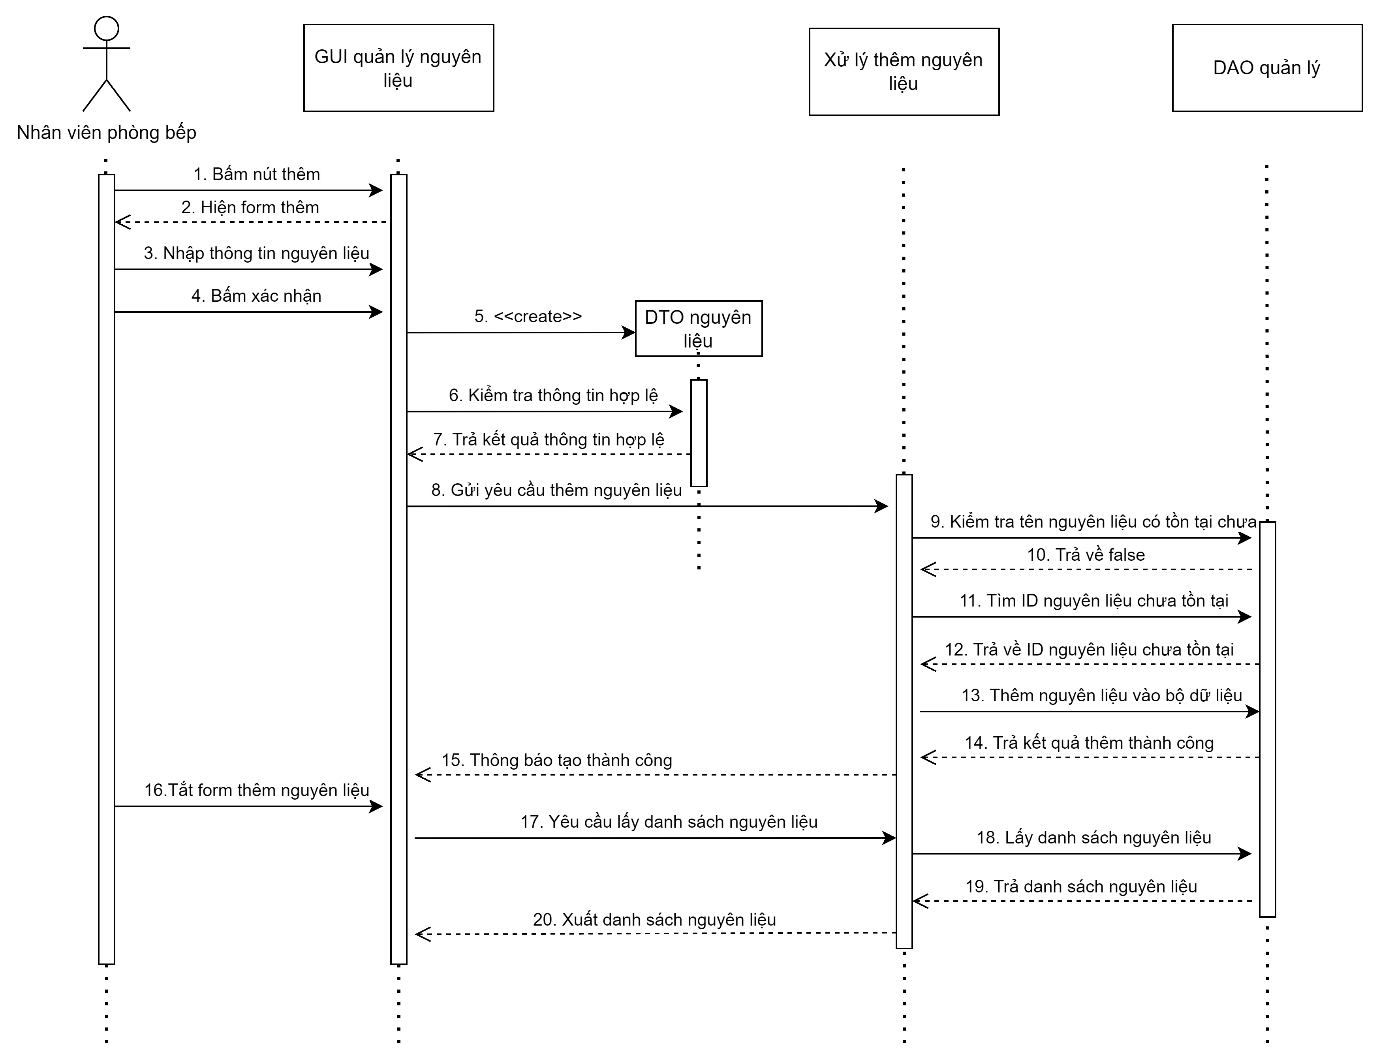 GUI quản lý nguyên
liệu
Xử lý thêm nguyên
liệu
DAO quản lý
Nhân viên phòng bếp
1. Bấm nút thêm
2. Hiện form thêm
3. Nhập thông tin nguyên liệu
4. Bấm xác nhận
5. <<create>>
DTO nguyên
liệu
6. Kiểm tra thông tin hợp lệ
7. Trả kết quả thông tin hợp lệ
8. Gửi yêu cầu thêm nguyên liệu
9. Kiểm tra tên nguyên liệu có tồn tại chưa
10. Trả về false
11. Tìm ID nguyên liệu chưa tồn tại
12. Trả về ID nguyên liệu chưa tồn tại
13. Thêm nguyên liệu vào bộ dữ liệu
14. Trả kết quả thêm thành công
15. Thông báo tạo thành công
16.Tắt form thêm nguyên liệu
17. Yêu cầu lấy danh sách nguyên liệu
18. Lấy danh sách nguyên liệu
19. Trả danh sách nguyên liệu
20. Xuất danh sách nguyên liệu